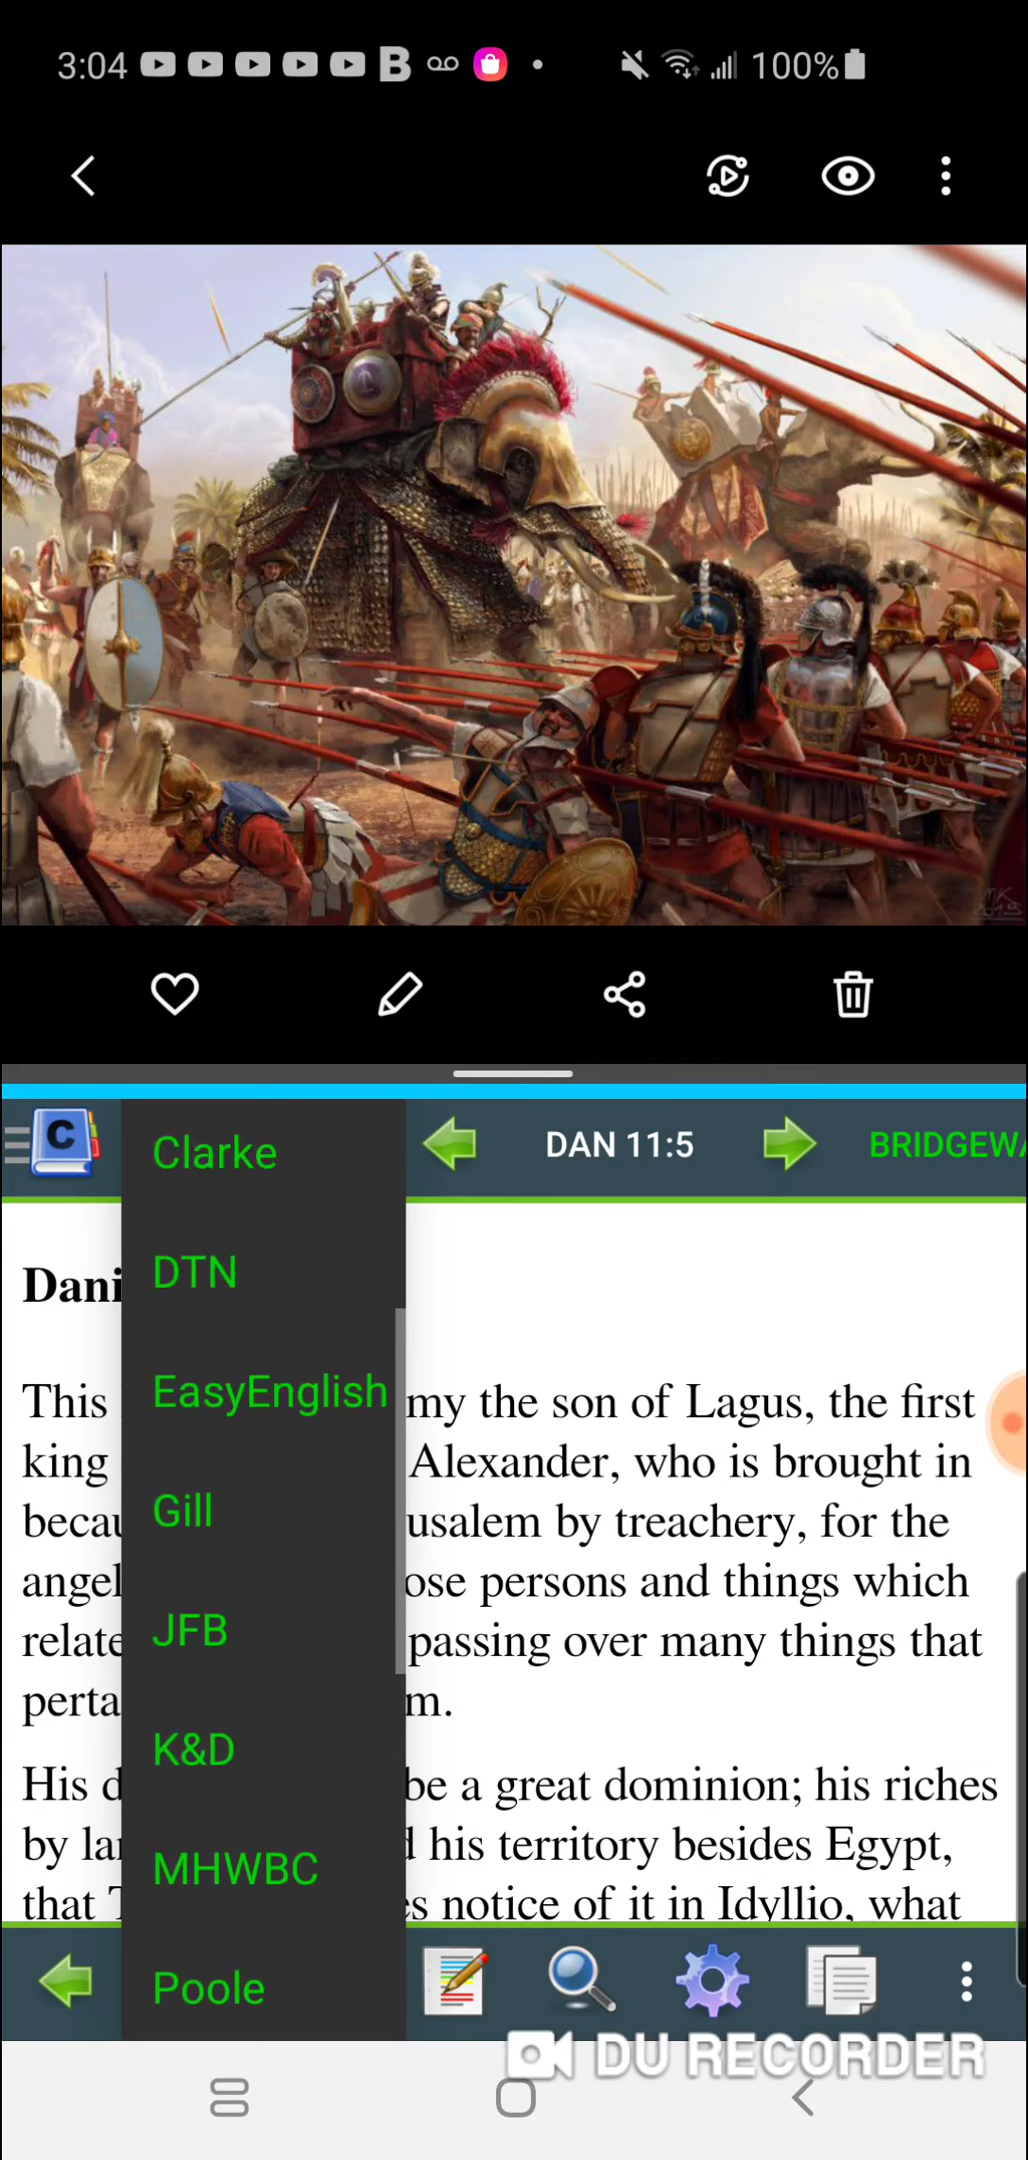 3:04
B
100%
C
DAN 11:5
BRIDGEWA
Clarke
DTN
EasyEnglish
Gill
JFB
K&D
MHWBC
Poole
Dani
This my the son of Lagus, the first
king Alexander, who is brought in
becau usalem by treachery, for the
angel ose persons and things which
relate passing over many things that
perta m.
His d be a great dominion; his riches
by lar d his territory besides Egypt,
that T es notice of it in Idyllio, what
DU RECORDER